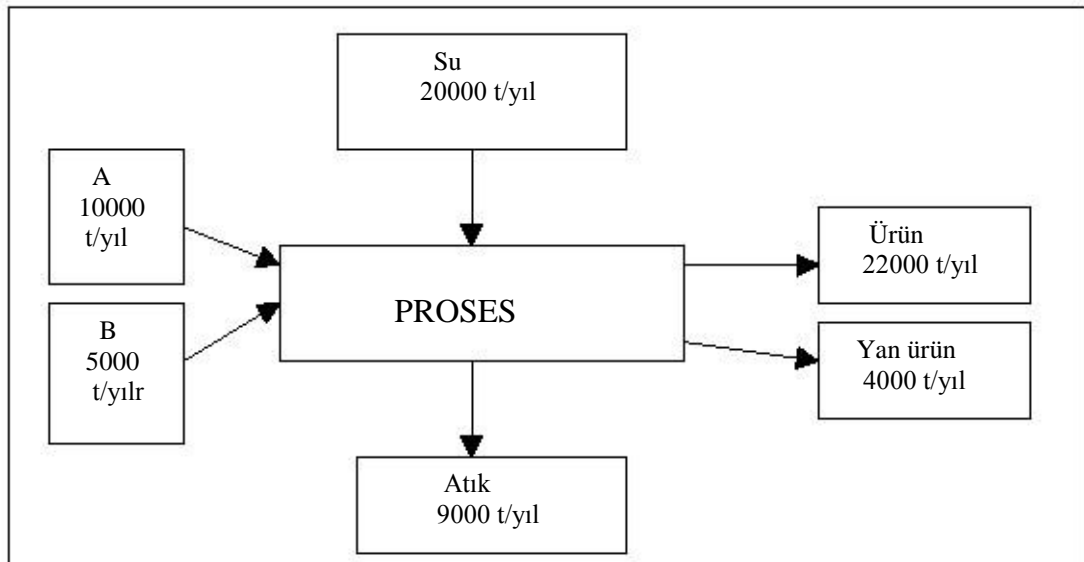 Su
20000 t/yıl
A
10000
t/yıl
B
5000
t/yılr
PROSES
Ürün
22000 t/yıl
Yan ürün
4000 t/yıl
Atık
9000 t/yıl